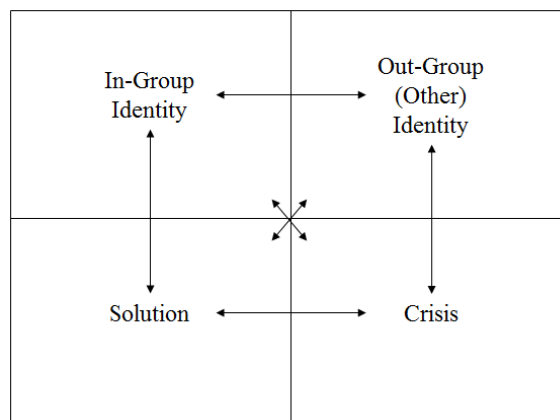 In-Group
Identity
Out-Group
(Other)
Identity
Solution
Crisis